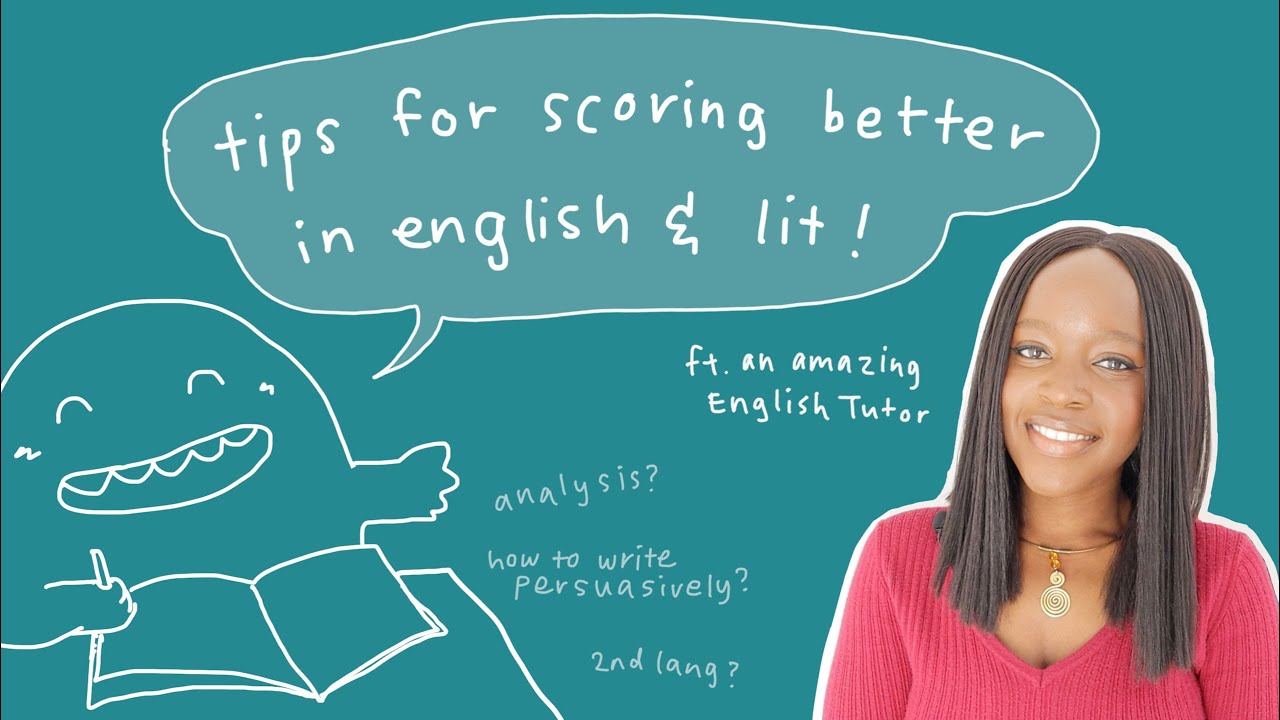 tips for scoring better
in english & lit!
ft. an amazing
English Tutor
analysis?
how to write
persuasively?
2nd lang?